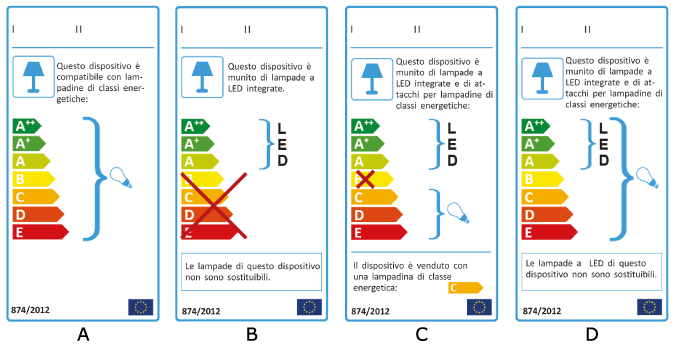 I II
Questo dispositivo è
compatibile con lam-
padine di classi ener-
getiche:
A++
A+
A
B
C
D
E
874/2012
A
I II
Questo dispositivo è
munito di lampade a
LED integrate.
A++
A+
A
B
C
D
E
L
E
D
Le lampade di questo dispositivo
non sono sostituibili.
874/2012
B
I II
Questo dispositivo è
munito di lampade a
LED integrate e di at-
tacchi per lampadine di
classi energetiche:
A++
A+
A
C
D
E
L
E
D
Il dispositivo è venduto con
una lampadina di classe
energetica:
C
874/2012
C
I II
Questo dispositivo è
munito di lampade a
LED integrate e di at-
tacchi per lampadine di
classi energetiche:
A++
A+
A
B
C
D
E
L
E
D
Le lampade a LED di questo
dispositivo non sono sostituibili.
874/2012
D